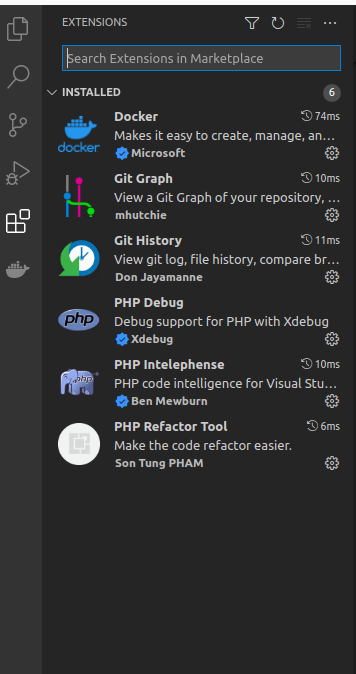 EXTENSIONS
Search Extensions in Marketplace
INSTALLED 6
Docker 74ms
Makes it easy to create, manage, an...
docker Microsoft
Git Graph 10ms
View a Git Graph of your repository, ...
mhutchie
Git History 11ms
View git log, file history, compare br...
Don Jayamanne
PHP Debug
php Debug support for PHP with Xdebug
Xdebug
PHP Intelephense 10ms
php PHP code intelligence for Visual Stu...
Ben Mewburn
PHP Refactor Tool 6ms
Make the code refactor easier.
Son Tung PHAM